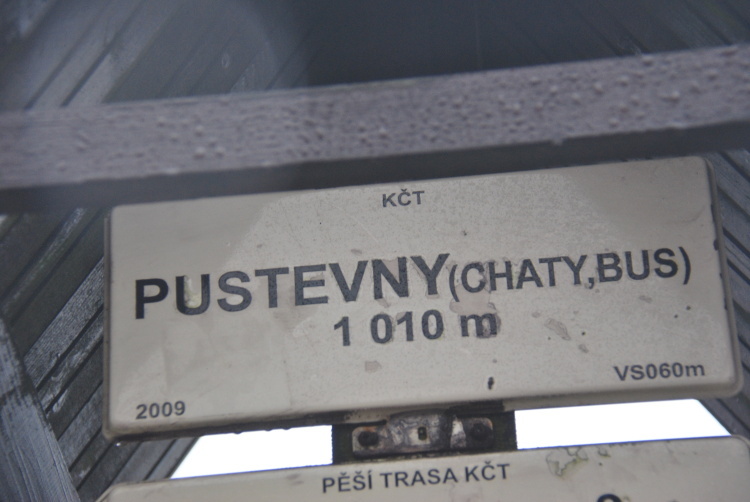 KČT
PUSTEVNY(CHATY,BUS)
1 010 m
2009
VS060m
PĚŠÍ TRASA KČT